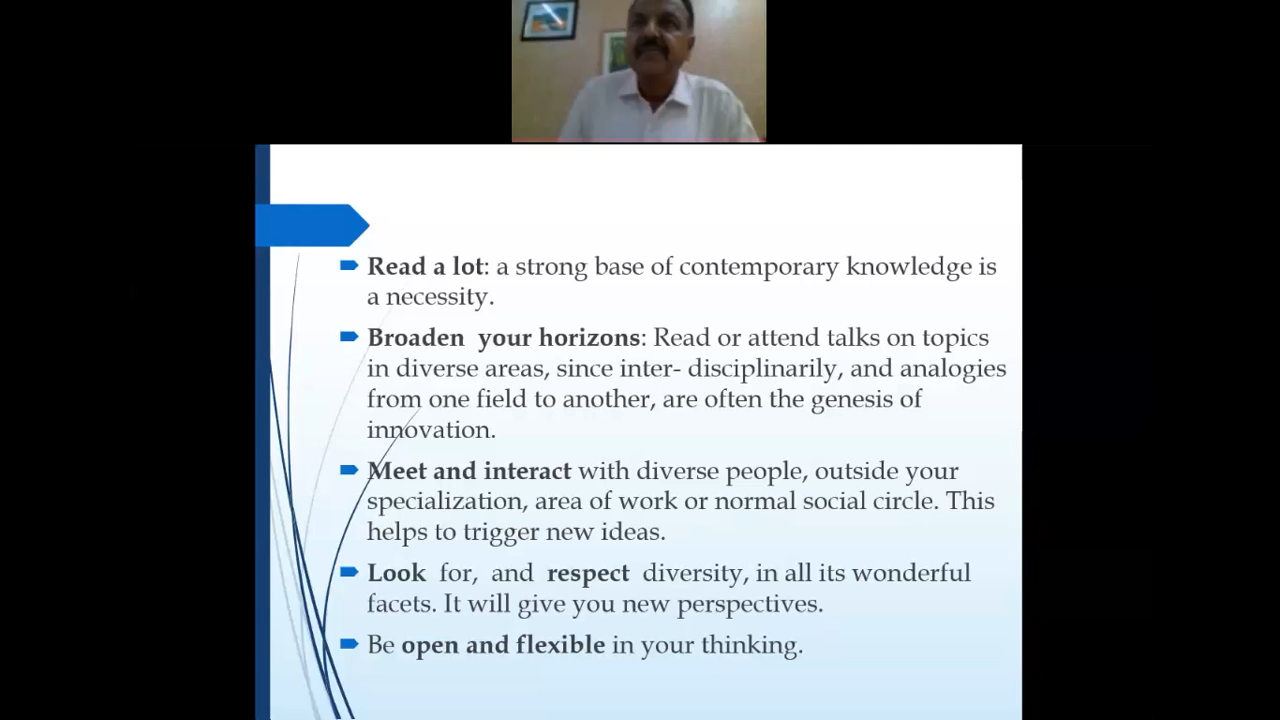 Read a lot: a strong base of contemporary knowledge is
a necessity.
Broaden your horizons: Read or attend talks on topics
in diverse areas, since inter- disciplinarily, and analogies
from one field to another, are often the genesis of
innovation.
Meet and interact with diverse people, outside your
specialization, area of work or normal social circle. This
helps to trigger new ideas.
Look for, and respect diversity, in all its wonderful
facets. It will give you new perspectives.
Be open and flexible in your thinking.